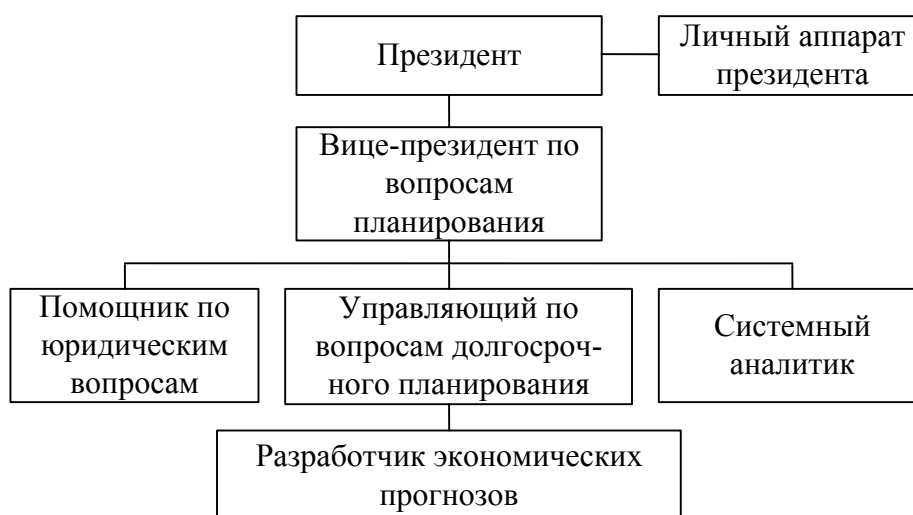 Президент
Личный аппарат
президента
Вице-президент по
вопросам
планирования
Помощник по
юридическим
вопросам
Управляющий по
вопросам долгосроч-
ного планирования
Системный
аналитик
Разработчик экономических
прогнозов